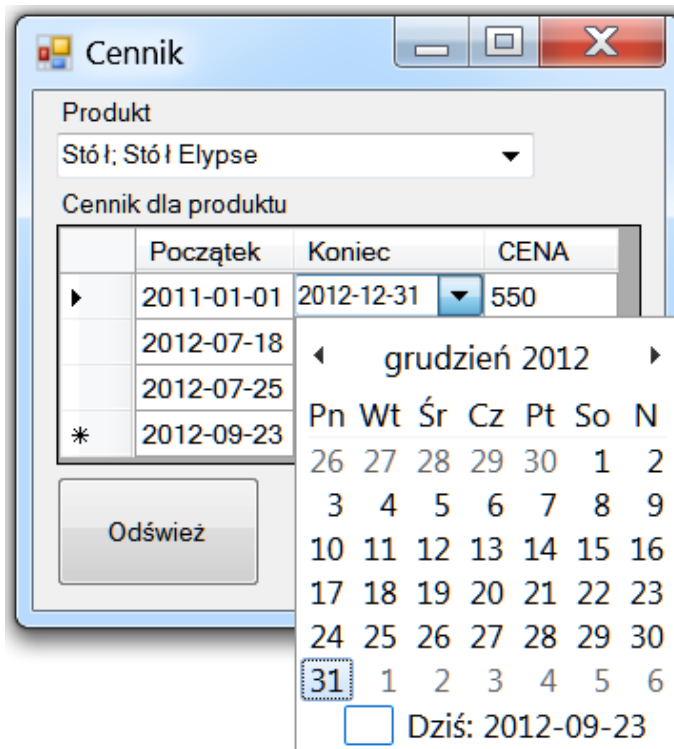 Cennik
Produkt
Stół; Stół Elypse
Cennik dla produktu
Początek Koniec CENA
2011-01-01 2012-12-31 550
2012-07-18
2012-07-25
2012-09-23
Odśwież
grudzień 2012
Pn Wt Śr Cz Pt So N
26 27 28 29 30 1 2
3 4 5 6 7 8 9
10 11 12 13 14 15 16
17 18 19 20 21 22 23
24 25 26 27 28 29 30
31 1 2 3 4 5 6
Dziś: 2012-09-23